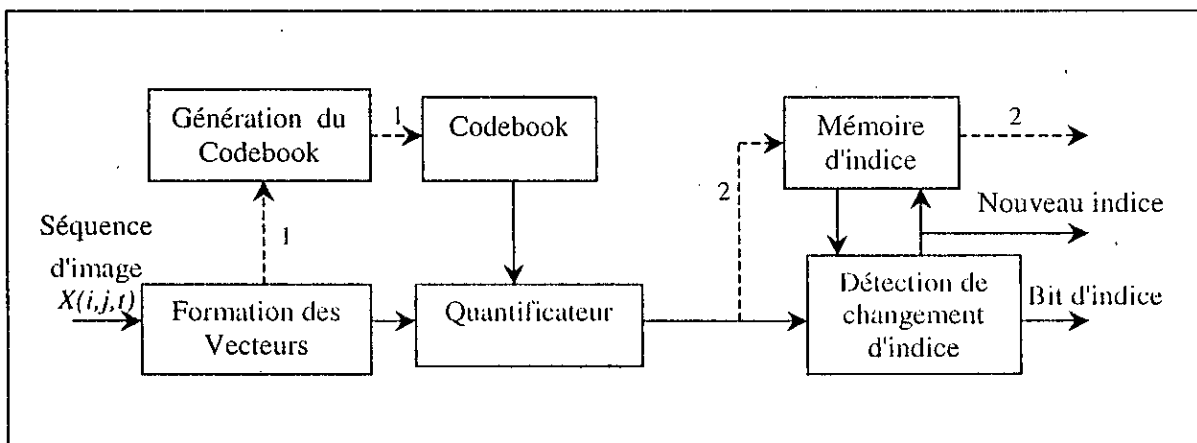 Génération du
Codebook
1
Codebook
Mémoire
d'indice
2
2
1
Nouveau indice
Séquence
d'image
X(i,j,t)
Formation des
Vecteurs
Quantificateur
Détection de
changement
d'indice
Bit d'indice